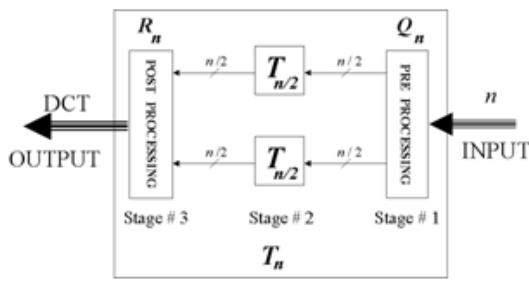 R_n
Q_n
n/2
T_{n/2}
n/2
DCT
OUTPUT
POST PROCESSING
PRE PROCESSING
n
INPUT
n/2
T_{n/2}
n/2
Stage # 3
Stage # 2
Stage # 1
T_n